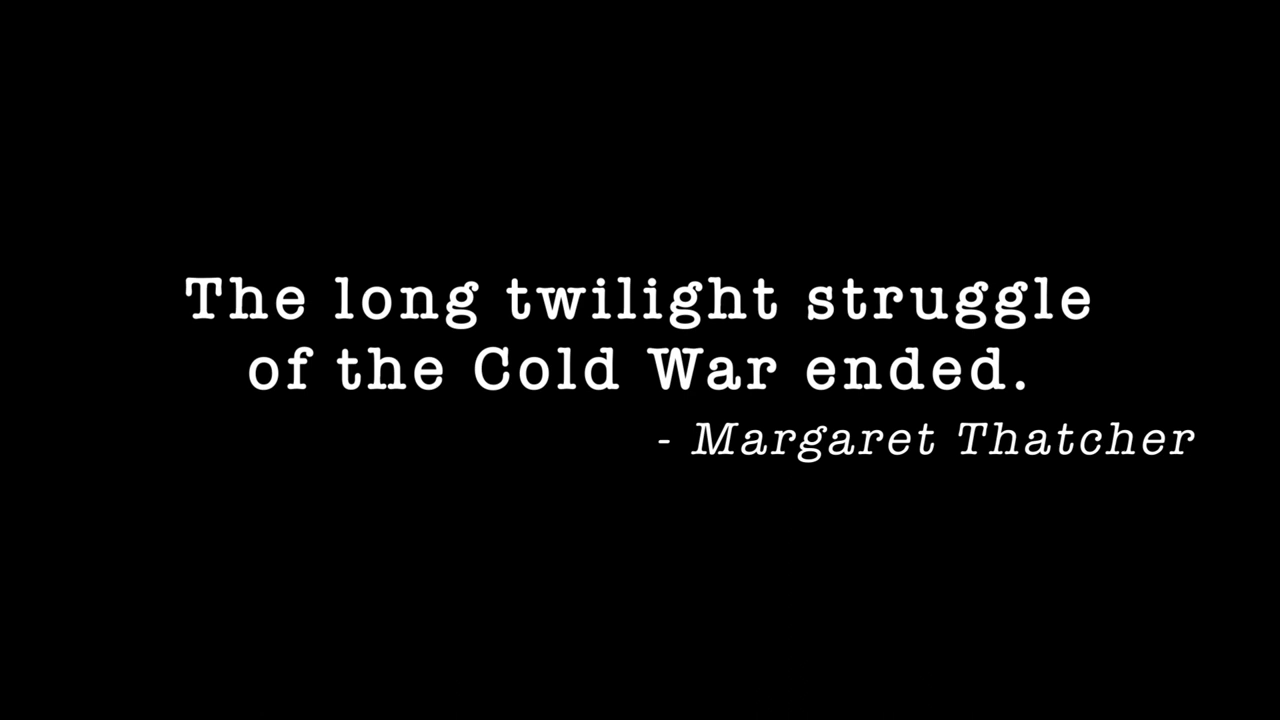 The long twilight struggle
of the Cold War ended.
- Margaret Thatcher